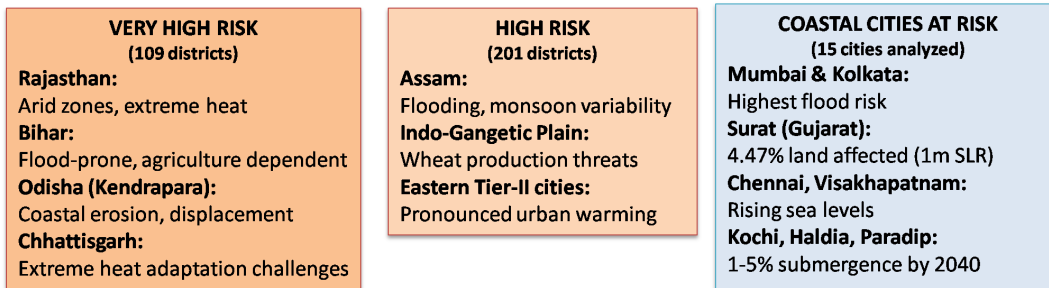 VERY HIGH RISK
(109 districts)
Rajasthan:
Arid zones, extreme heat
Bihar:
Flood-prone, agriculture dependent
Odisha (Kendrapara):
Coastal erosion, displacement
Chhattisgarh:
Extreme heat adaptation challenges
HIGH RISK
(201 districts)
Assam:
Flooding, monsoon variability
Indo-Gangetic Plain:
Wheat production threats
Eastern Tier-II cities:
Pronounced urban warming
COASTAL CITIES AT RISK
(15 cities analyzed)
Mumbai & Kolkata:
Highest flood risk
Surat (Gujarat):
4.47% land affected (1m SLR)
Chennai, Visakhapatnam:
Rising sea levels
Kochi, Haldia, Paradip:
1-5% submergence by 2040